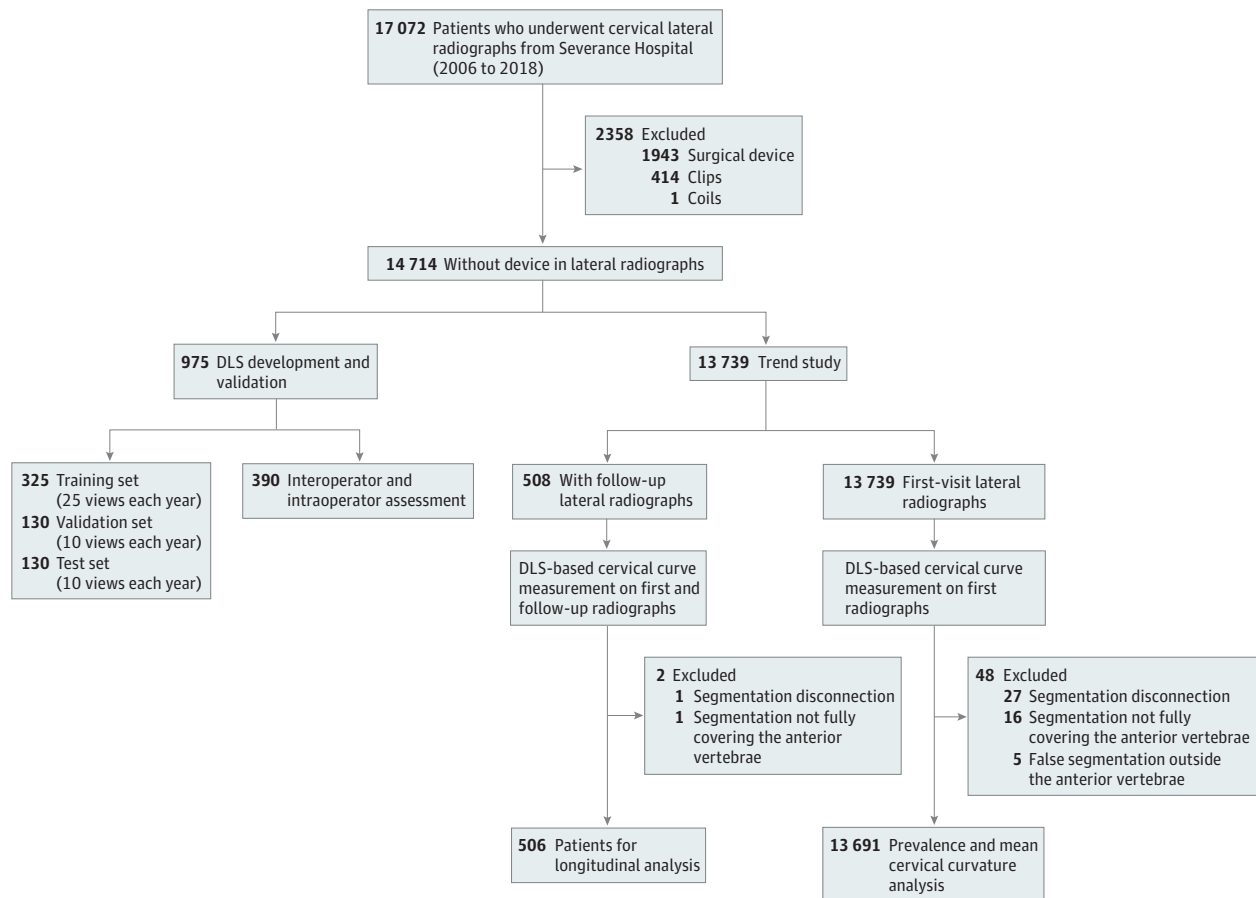 17 072 Patients who underwent cervical lateral
radiographs from Severance Hospital
(2006 to 2018)
2358 Excluded
1943 Surgical device
414 Clips
1 Coils
14 714 Without device in lateral radiographs
975 DLS development and
validation
13 739 Trend study
325 Training set
(25 views each year)
130 Validation set
(10 views each year)
130 Test set
(10 views each year)
390 Interoperator and
intraoperator assessment
508 With follow-up
lateral radiographs
13 739 First-visit lateral
radiographs
DLS-based cervical curve
measurement on first and
follow-up radiographs
DLS-based cervical curve
measurement on first
radiographs
2 Excluded
1 Segmentation disconnection
1 Segmentation not fully
covering the anterior
vertebrae
48 Excluded
27 Segmentation disconnection
16 Segmentation not fully
covering the anterior vertebrae
5 False segmentation outside
the anterior vertebrae
506 Patients for
longitudinal analysis
13 691 Prevalence and mean
cervical curvature
analysis